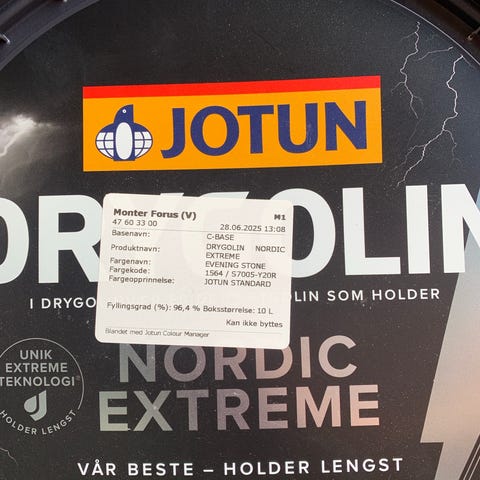 JOTUN
DRYGOLIN
Monter Forus (V) M1
47 60 33 00 28.06.2025 13:08
Basenavn: C-BASE
Produktnavn: DRYGOLIN NORDIC
EXTREME
Fargenavn: EVENING STONE
Fargekode: 1564 / S7005-Y20R
Fargeopprinnelse: JOTUN STANDARD
Fyllingsgrad (%): 96,4 % Boksstørrelse: 10 L
Kan ikke byttes
Blandet med Jotun Colour Manager
I DRYGO OLIN SOM HOLDER
NORDIC
EXTREME
UNIK
EXTREME
TEKNOLOGI
HOLDER LENGST
VÅR BESTE – HOLDER LENGST